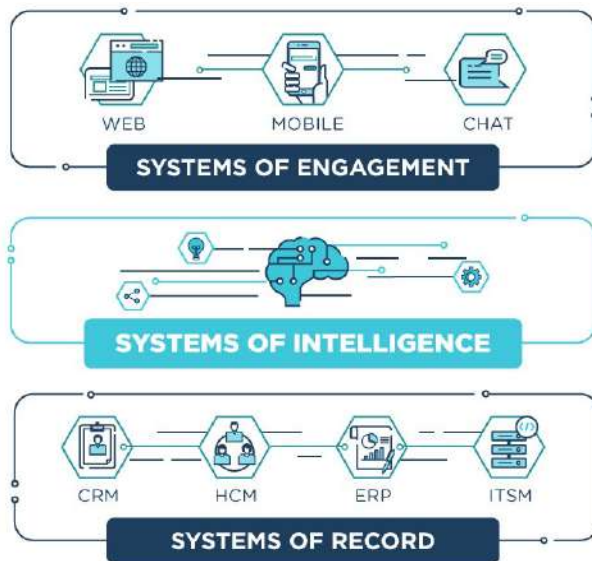 WEB MOBILE CHAT
SYSTEMS OF ENGAGEMENT
SYSTEMS OF INTELLIGENCE
CRM HCM ERP ITSM
SYSTEMS OF RECORD